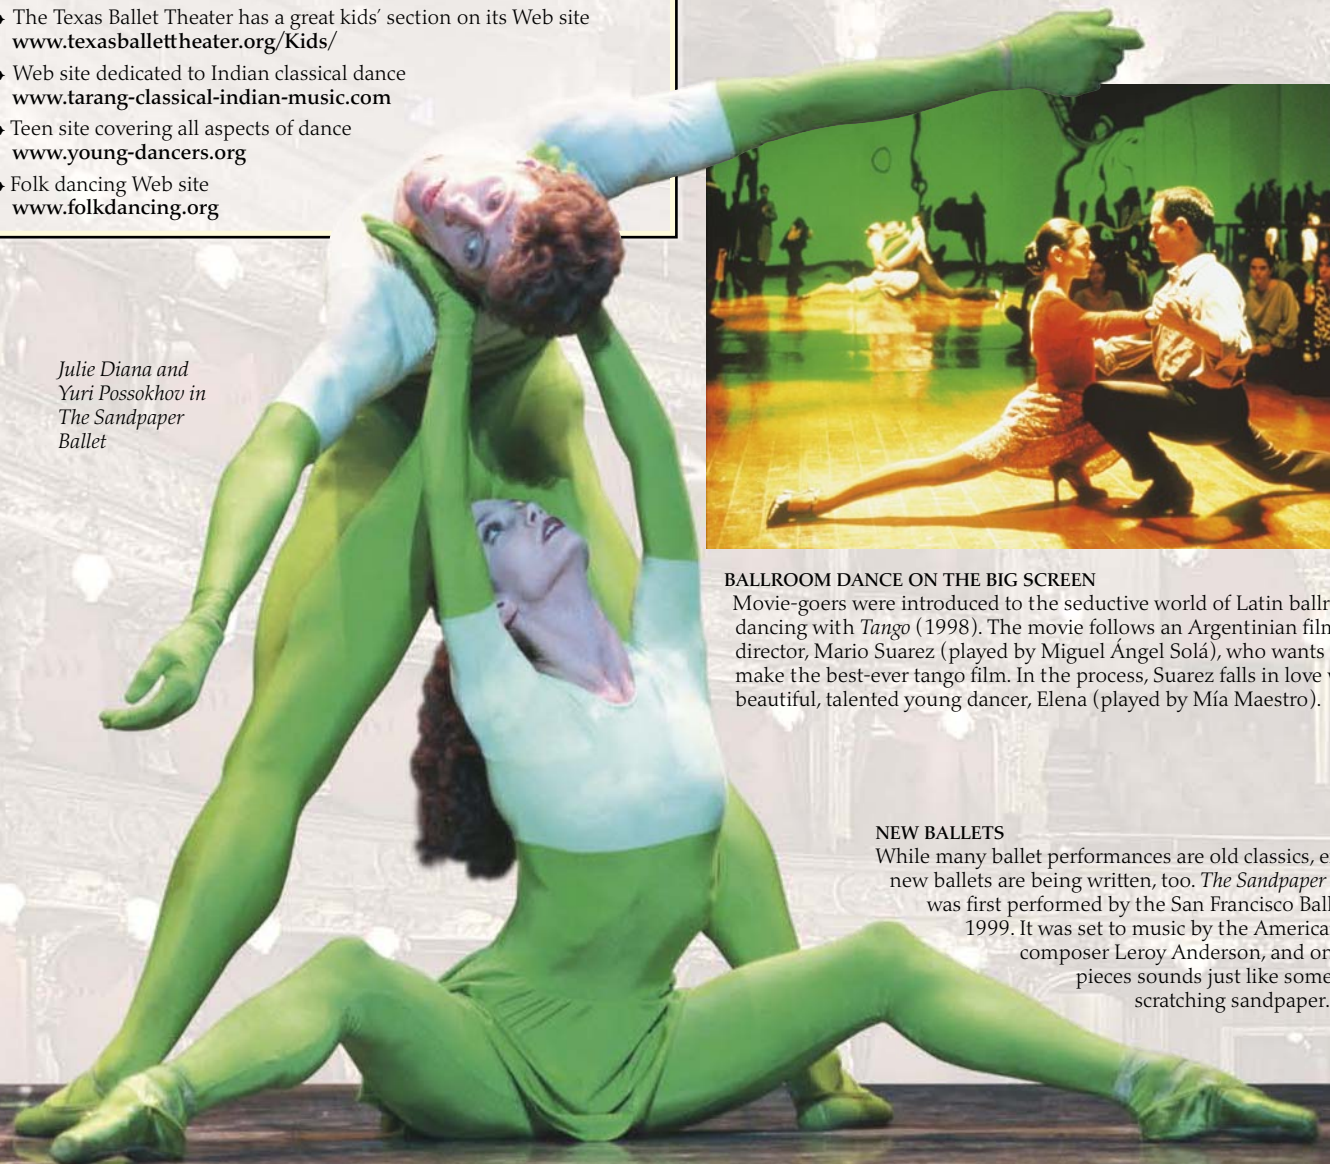 The Texas Ballet Theater has a great kids’ section on its Web site
www.texasballettheater.org/Kids/
Web site dedicated to Indian classical dance
www.tarang-classical-indian-music.com
Teen site covering all aspects of dance
www.young-dancers.org
Folk dancing Web site
www.folkdancing.org
Julie Diana and
Yuri Possokhov in
The Sandpaper
Ballet
BALLROOM DANCE ON THE BIG SCREEN
Movie-goers were introduced to the seductive world of Latin
dancing with Tango (1998). The movie follows an Argentinian
director, Mario Suarez (played by Miguel Ángel Solá), who wants
make the best-ever tango film. In the process, Suarez falls in love
beautiful, talented young dancer, Elena (played by Mía Maestro).
NEW BALLETS
While many ballet performances are old classics,
new ballets are being written, too. The Sandpaper
was first performed by the San Francisco
1999. It was set to music by the
composer Leroy Anderson, and
pieces sounds just like
scratching sandpaper.